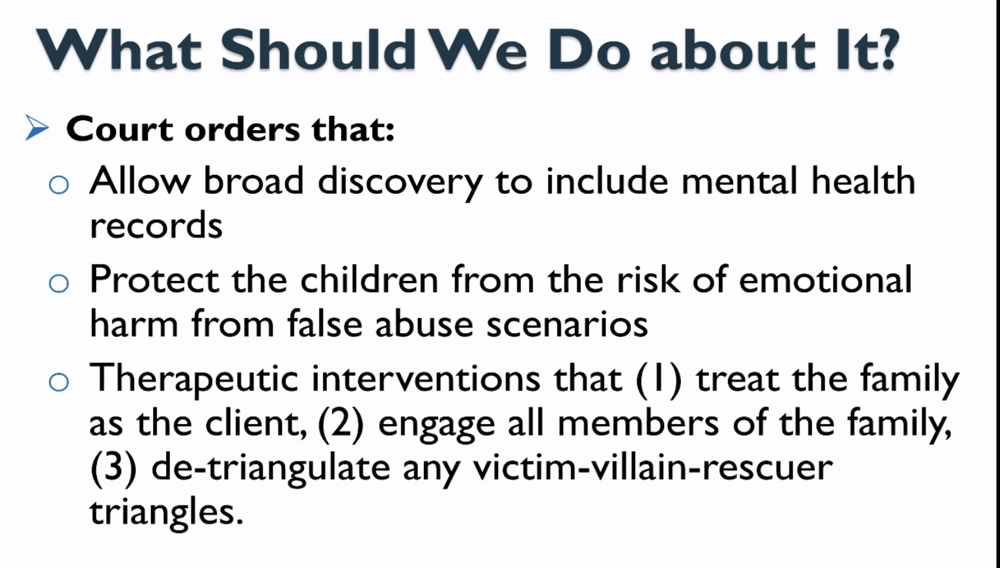 What Should We Do about It?
Court orders that:
Allow broad discovery to include mental health
records
Protect the children from the risk of emotional
harm from false abuse scenarios
Therapeutic interventions that (1) treat the family
as the client, (2) engage all members of the family,
(3) de-triangulate any victim-villain-rescuer
triangles.